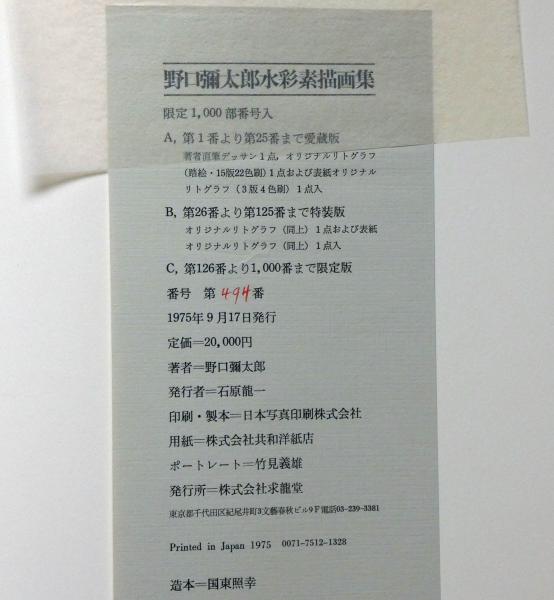 野口彌太郎水彩素描画集
限定1,000部番号入
A, 第1番より第25番まで愛蔵版
著者直筆デッサン1点, オリジナルリトグラフ
(踏絵・15版22色刷)1点および表紙オリジナル
リトグラフ(3版4色刷)1点入
B, 第26番より第125番まで特装版
オリジナルリトグラフ(同上)1点および表紙
オリジナルリトグラフ(同上)1点入
C, 第126番より1,000番まで限定版
番号 第494番
1975年9月17日発行
定価=20,000円
著者=野口彌太郎
発行者=石原龍一
印刷・製本=日本写真印刷株式会社
用紙=株式会社共和洋紙店
ポートレート=竹見義雄
発行所=株式会社求龍堂
東京都千代田区紀尾井町3文藝春秋ビル9F電話03-239-3381
Printed in Japan 1975 0071-7512-1328
造本=国東照幸